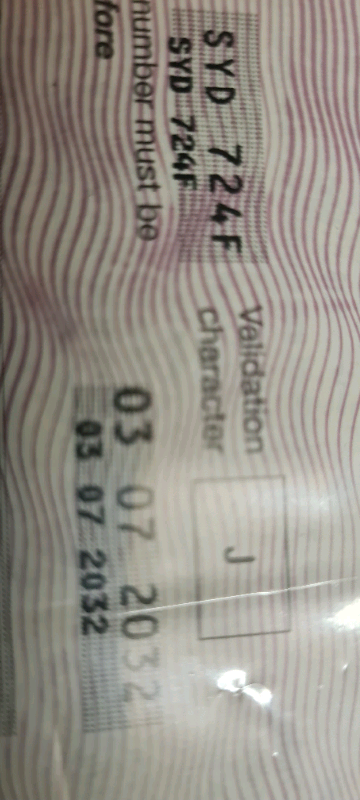 SYD 724F
SYD 724F
Validation
character
J
number must be
fore
03 07 2032
03 07 2032